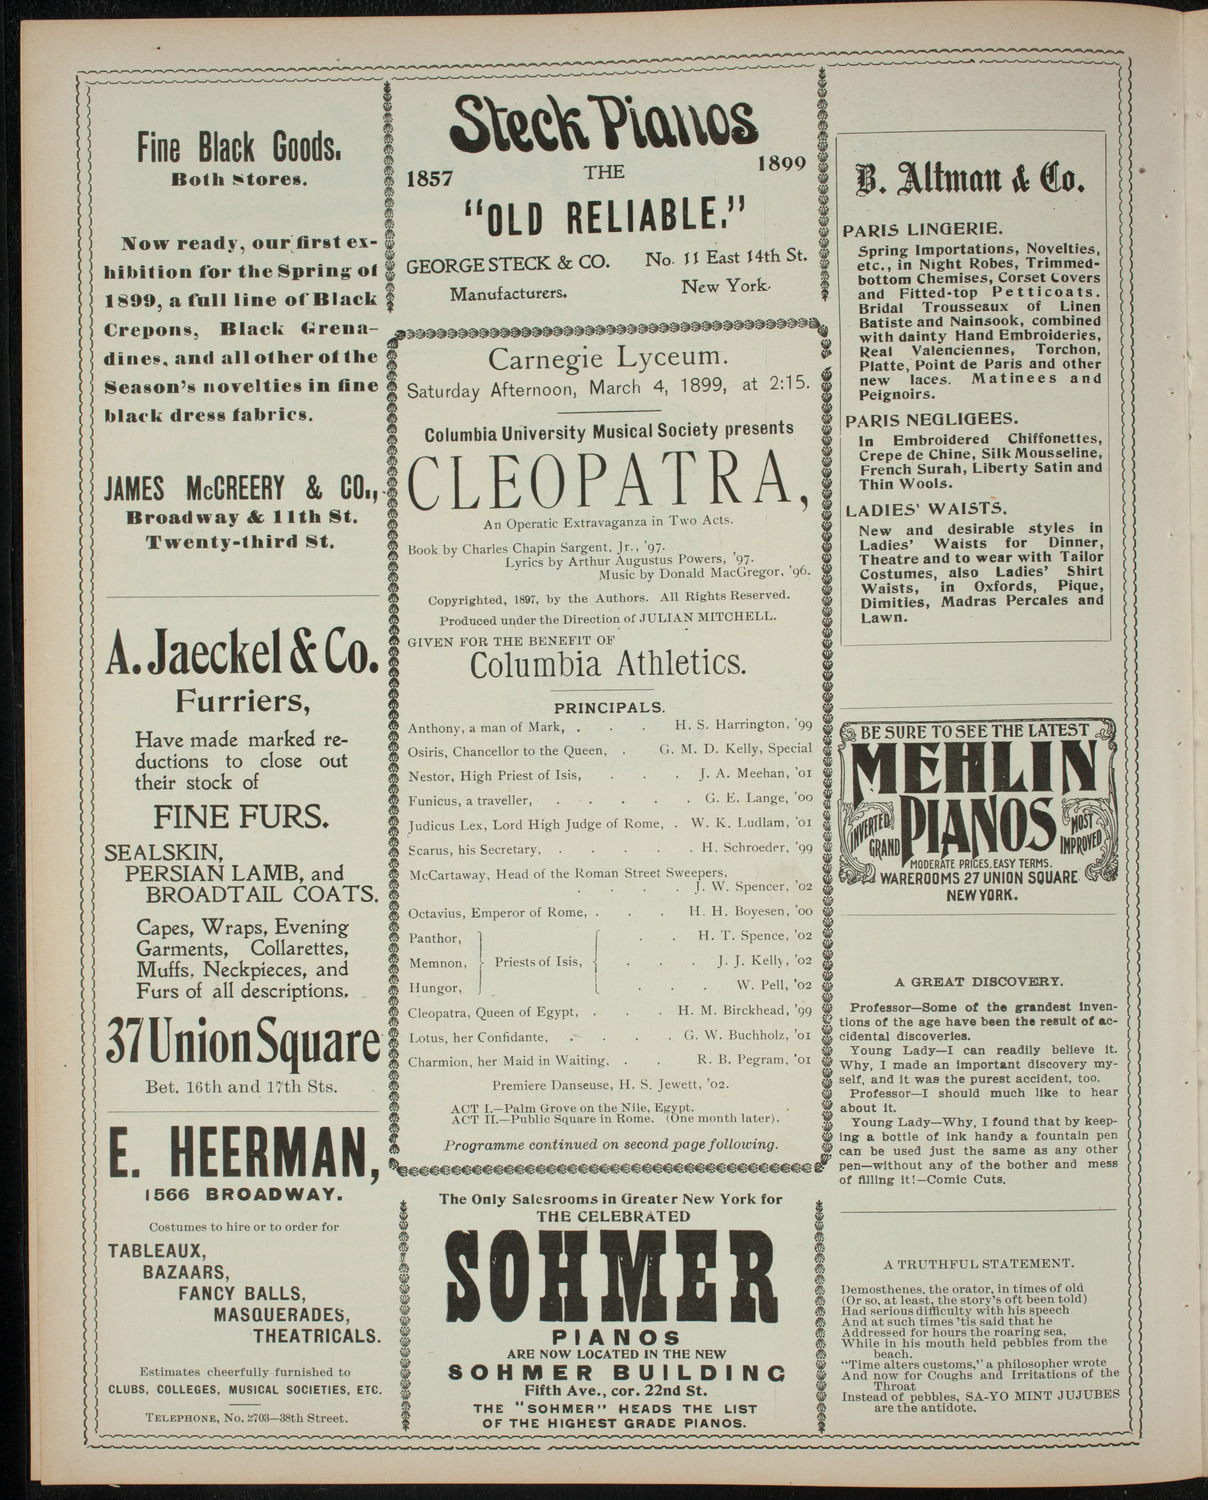 Fine Black Goods.
Both Stores.
Now ready, our first ex-
hibition for the Spring of
1899, a full line of Black
Crepons, Black Grena-
dines, and all other of the
Season's novelties in fine
black dress fabrics.
JAMES McCREERY & CO.,
Broadway & 11th St.
Twenty-third St.
A. Jaeckel & Co.
Furriers,
Have made marked re-
ductions to close out
their stock of
FINE FURS.
SEALSKIN,
PERSIAN LAMB, and
BROADTAIL COATS.
Capes, Wraps, Evening
Garments, Collarettes,
Muffs, Neckpieces, and
Furs of all descriptions.
37 Union Square
Bet. 16th and 17th Sts.
E. HEERMAN,
1566 BROADWAY.
Costumes to hire or to order for
TABLEAUX,
BAZAARS,
FANCY BALLS,
MASQUERADES,
THEATRICALS.
Estimates cheerfully furnished to
CLUBS, COLLEGES, MUSICAL SOCIETIES, ETC.
TELEPHONE, No. 2703—38th Street.
Steck Pianos
1857 THE 1899
"OLD RELIABLE."
GEORGE STECK & CO. No. 11 East 14th St.
Manufacturers. New York.
Carnegie Lyceum.
Saturday Afternoon, March 4, 1899, at 2:15.
Columbia University Musical Society presents
CLEOPATRA,
An Operatic Extravaganza in Two Acts.
Book by Charles Chapin Sargent, Jr., '97.
Lyrics by Arthur Augustus Powers, '97.
Music by Donald MacGregor, '96.
Copyrighted, 1897, by the Authors. All Rights Reserved.
Produced under the Direction of JULIAN MITCHELL.
GIVEN FOR THE BENEFIT OF
Columbia Athletics.
PRINCIPALS.
Anthony, a man of Mark, . . . H. S. Harrington, '99
Osiris, Chancellor to the Queen, . G. M. D. Kelly, Special
Nestor, High Priest of Isis, . . . J. A. Meehan, '01
Funicus, a traveller, . . . . . G. E. Lange, '00
Judicus Lex, Lord High Judge of Rome, . W. K. Ludlam, '01
Scarus, his Secretary, . . . . . H. Schroeder, '99
McCartaway, Head of the Roman Street Sweepers,
. . . . J. W. Spencer, '02
Octavius, Emperor of Rome, . . . H. H. Boyesen, '00
Panthor, . . H. T. Spence, '02
Memnon, Priests of Isis, . . . J. J. Kelly, '02
Hungor, . . . W. Pell, '02
Cleopatra, Queen of Egypt, . . . H. M. Birckhead, '99
Lotus, her Confidante, . . . . G. W. Buchholz, '01
Charmion, her Maid in Waiting, . . R. B. Pegram, '01
Premiere Danseuse, H. S. Jewett, '02.
ACT I.—Palm Grove on the Nile, Egypt.
ACT II.—Public Square in Rome. (One month later).
Programme continued on second page following.
The Only Salesrooms in Greater New York for
THE CELEBRATED
SOHMER
PIANOS
ARE NOW LOCATED IN THE NEW
SOHMER BUILDING
Fifth Ave., cor. 22nd St.
THE "SOHMER" HEADS THE LIST
OF THE HIGHEST GRADE PIANOS.
B. Altman & Co.
PARIS LINGERIE.
Spring Importations, Novelties,
etc., in Night Robes, Trimmed-
bottom Chemises, Corset Covers
and Fitted-top Petticoats.
Bridal Trousseaux of Linen
Batiste and Nainsook, combined
with dainty Hand Embroideries,
Real Valenciennes, Torchon,
Platte, Point de Paris and other
new laces. Matinees and
Peignoirs.
PARIS NEGLIGEES.
In Embroidered Chiffonettes,
Crepe de Chine, Silk Mousseline,
French Surah, Liberty Satin and
Thin Wools.
LADIES' WAISTS.
New and desirable styles in
Ladies' Waists for Dinner,
Theatre and to wear with Tailor
Costumes, also Ladies' Shirt
Waists, in Oxfords, Pique,
Dimities, Madras Percales and
Lawn.
BE SURE TO SEE THE LATEST
MEHLIN
PIANOS
INVERTED
GRAND
MOST
IMPROVED
MODERATE PRICES. EASY TERMS.
WAREROOMS 27 UNION SQUARE
NEW YORK.
A GREAT DISCOVERY.
Professor—Some of the grandest inven-
tions of the age have been the result of ac-
cidental discoveries.
Young Lady—I can readily believe it.
Why, I made an important discovery my-
self, and it was the purest accident, too.
Professor—I should much like to hear
about it.
Young Lady—Why, I found that by keep-
ing a bottle of ink handy a fountain pen
can be used just the same as any other
pen—without any of the bother and mess
of filling it!—Comic Cuts.
A TRUTHFUL STATEMENT.
Demosthenes, the orator, in times of old
(Or so, at least, the story's oft been told)
Had serious difficulty with his speech
And at such times 'tis said that he
Addressed for hours the roaring sea,
While in his mouth held pebbles from the
beach.
"Time alters customs," a philosopher wrote
And now for Coughs and Irritations of the
Throat
Instead of pebbles, SA-YO MINT JUJUBES
are the antidote.